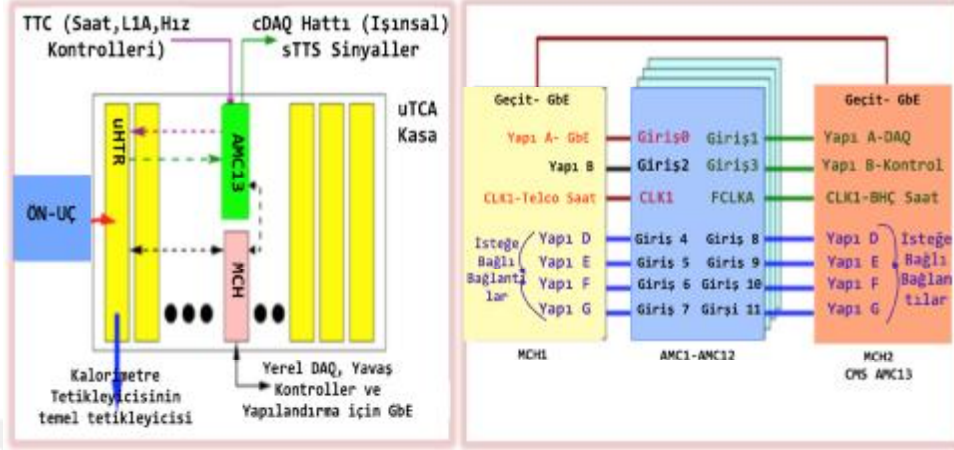 TTC (Saat,L1A,Hız
Kontrolleri)
cDAQ Hattı (Işınsal)
sTTS Sinyaller
uTCA
Kasa
uHTR
AMC13
ÖN-UÇ
MCH
Kalorimetre
Tetikleyicisinin
temel tetikleyicisi
Yerel DAQ, Yavaş
Kontroller ve
Yapılandırma için GbE
Geçit- GbE
Yapı A- GbE
Yapı B
CLK1-Telco Saat
İsteğe
Bağlı
Bağlantı
lar
Yapı D
Yapı E
Yapı F
Yapı G
MCH1
Giriş0 Giriş1
Giriş2 Giriş3
CLK1 FCLKA
Giriş 4 Giriş 8
Giriş 5 Giriş 9
Giriş 6 Giriş 10
Giriş 7 Girşi 11
AMC1-AMC12
Geçit- GbE
Yapı A-DAQ
Yapı B-Kontrol
CLK1-BHÇ Saat
Yapı D
Yapı E
Yapı F
Yapı G
İsteğe
Bağlı
Bağlan
tılar
MCH2
CMS AMC13